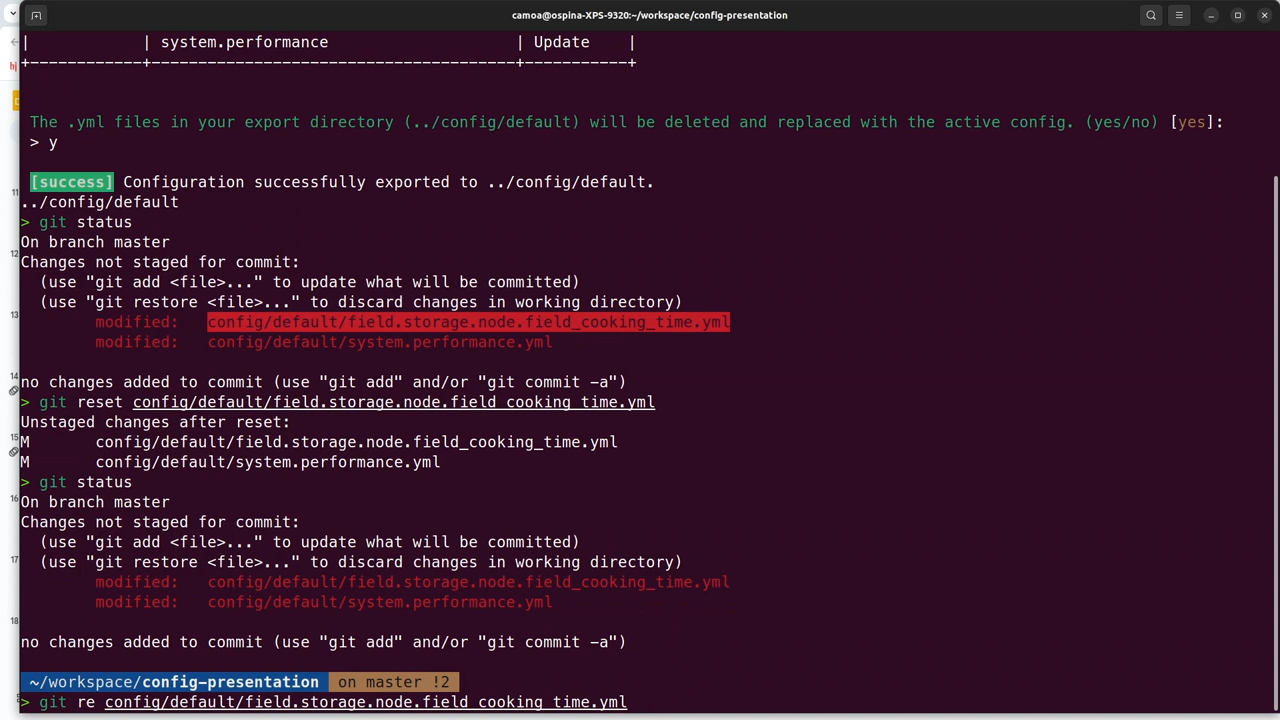 camoa@ospina-XPS-9320:~/workspace/config-presentation
|            | system.performance                    | Update    |
+------------+---------------------------------------+-----------+
The .yml files in your export directory (../config/default) will be deleted and replaced with the active config. (yes/no) [yes]:
> y
[success] Configuration successfully exported to ../config/default.
../config/default
> git status
On branch master
Changes not staged for commit:
  (use "git add <file>..." to update what will be committed)
  (use "git restore <file>..." to discard changes in working directory)
        modified:   config/default/field.storage.node.field_cooking_time.yml
        modified:   config/default/system.performance.yml
no changes added to commit (use "git add" and/or "git commit -a")
> git reset config/default/field.storage.node.field_cooking_time.yml
Unstaged changes after reset:
M       config/default/field.storage.node.field_cooking_time.yml
M       config/default/system.performance.yml
> git status
On branch master
Changes not staged for commit:
  (use "git add <file>..." to update what will be committed)
  (use "git restore <file>..." to discard changes in working directory)
        modified:   config/default/field.storage.node.field_cooking_time.yml
        modified:   config/default/system.performance.yml
no changes added to commit (use "git add" and/or "git commit -a")
~/workspace/config-presentation  on master !2
> git re config/default/field.storage.node.field_cooking_time.yml
11
12
13
14
15
16
17
18